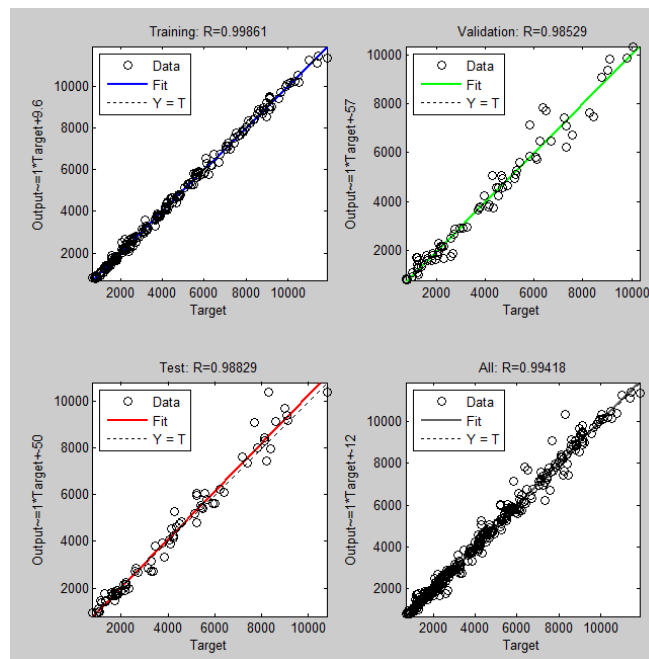 Training: R=0.99861
Output~=1*Target+9.6
Data
Fit
Y = T
10000
8000
6000
4000
2000
2000 4000 6000 8000 10000
Target
Validation: R=0.98529
Output~=1*Target+57
Data
Fit
Y = T
10000
8000
6000
4000
2000
2000 4000 6000 8000 10000
Target
Test: R=0.98829
Output~=1*Target+50
Data
Fit
Y = T
10000
8000
6000
4000
2000
2000 4000 6000 8000 10000
Target
All: R=0.99418
Output~=1*Target+12
Data
Fit
Y = T
10000
8000
6000
4000
2000
2000 4000 6000 8000 10000
Target